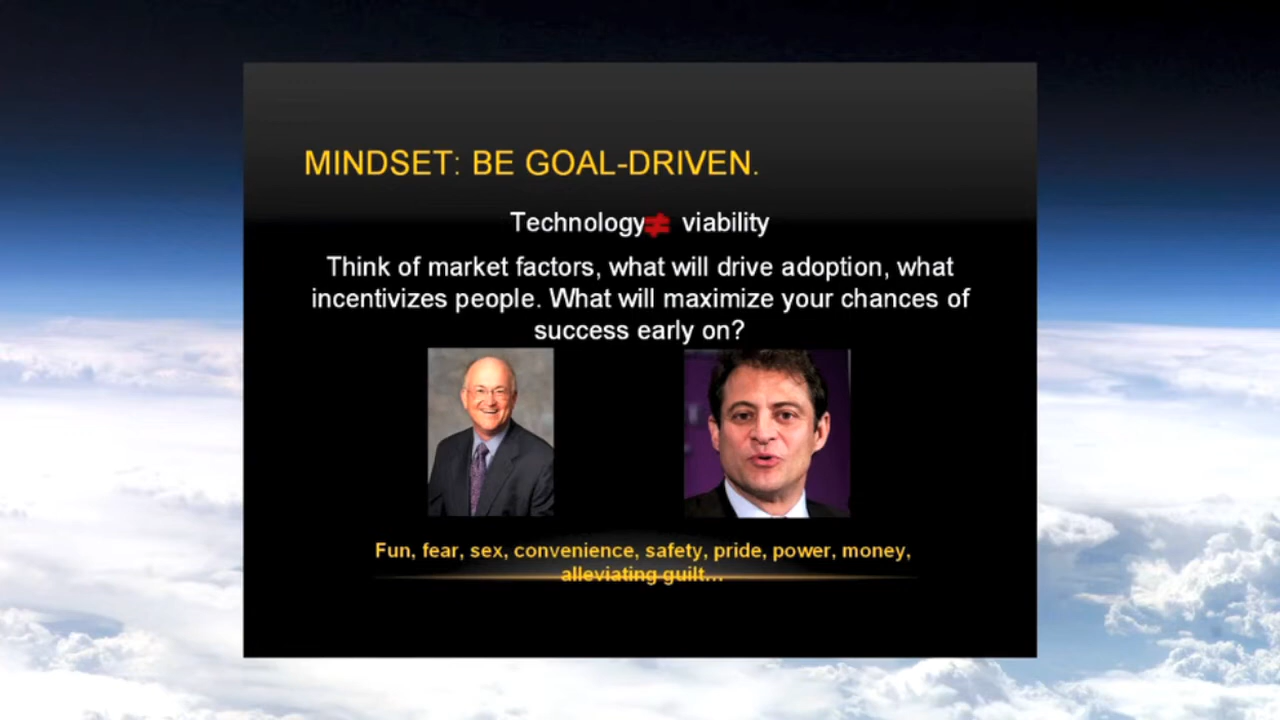 MINDSET: BE GOAL-DRIVEN.
Technology≠ viability
Think of market factors, what will drive adoption, what
incentivizes people. What will maximize your chances of
success early on?
Fun, fear, sex, convenience, safety, pride, power, money,
alleviating guilt...